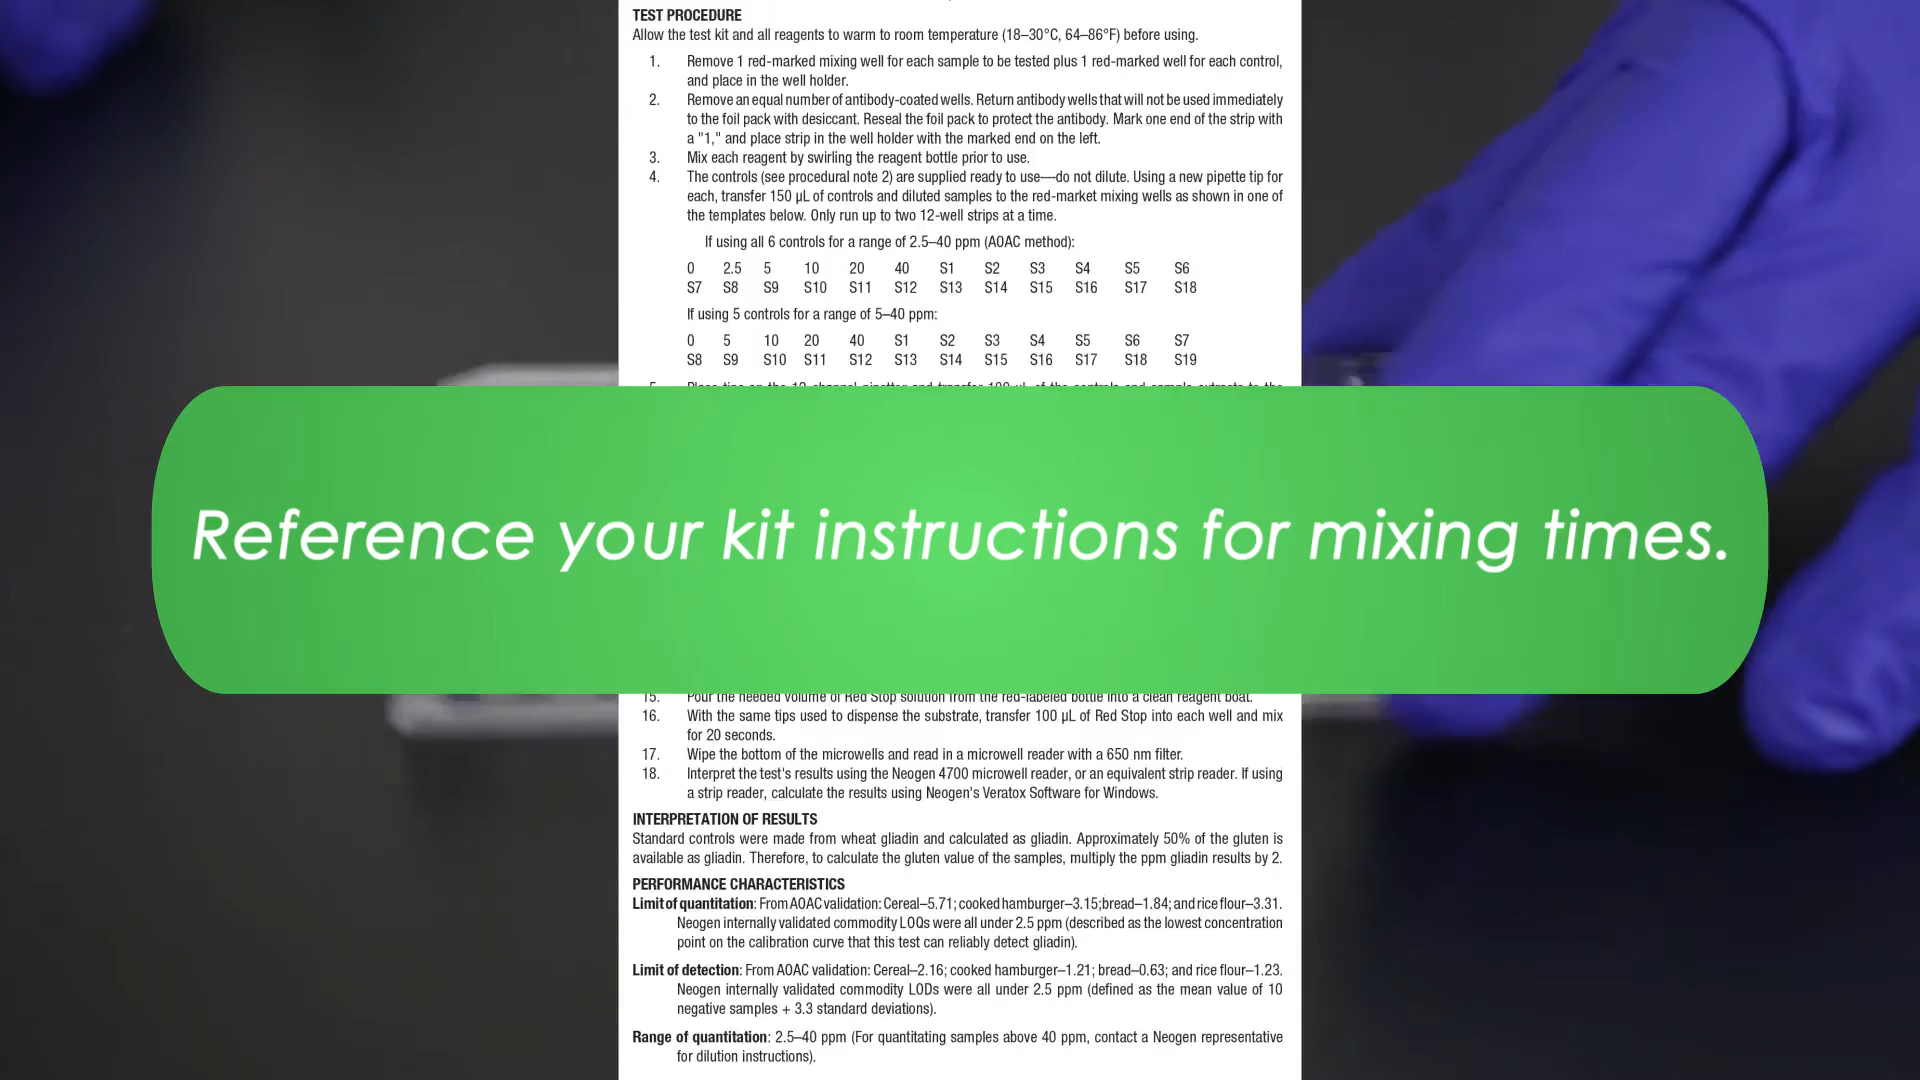 TEST PROCEDURE
Allow the test kit and all reagents to warm to room temperature (18–30°C, 64–86°F) before using.
1. Remove 1 red-marked mixing well for each sample to be tested plus 1 red-marked well for each control,
and place in the well holder.
2. Remove an equal number of antibody-coated wells. Return antibody wells that will not be used immediately
to the foil pack with desiccant. Reseal the foil pack to protect the antibody. Mark one end of the strip with
a "1," and place strip in the well holder with the marked end on the left.
3. Mix each reagent by swirling the reagent bottle prior to use.
4. The controls (see procedural note 2) are supplied ready to use—do not dilute. Using a new pipette tip for
each, transfer 150 µL of controls and diluted samples to the red-market mixing wells as shown in one of
the templates below. Only run up to two 12-well strips at a time.
If using all 6 controls for a range of 2.5–40 ppm (AOAC method):
0 2.5 5 10 20 40 S1 S2 S3 S4 S5 S6
S7 S8 S9 S10 S11 S12 S13 S14 S15 S16 S17 S18
If using 5 controls for a range of 5–40 ppm:
0 5 10 20 40 S1 S2 S3 S4 S5 S6 S7
S8 S9 S10 S11 S12 S13 S14 S15 S16 S17 S18 S19
Reference your kit instructions for mixing times.
15. Pour the needed volume of Red Stop solution from the red-labeled bottle into a clean reagent boat.
16. With the same tips used to dispense the substrate, transfer 100 µL of Red Stop into each well and mix
for 20 seconds.
17. Wipe the bottom of the microwells and read in a microwell reader with a 650 nm filter.
18. Interpret the test's results using the Neogen 4700 microwell reader, or an equivalent strip reader. If using
a strip reader, calculate the results using Neogen's Veratox Software for Windows.
INTERPRETATION OF RESULTS
Standard controls were made from wheat gliadin and calculated as gliadin. Approximately 50% of the gluten is
available as gliadin. Therefore, to calculate the gluten value of the samples, multiply the ppm gliadin results by 2.
PERFORMANCE CHARACTERISTICS
Limit of quantitation: From AOAC validation: Cereal–5.71; cooked hamburger–3.15; bread–1.84; and rice flour–3.31.
Neogen internally validated commodity LOQs were all under 2.5 ppm (described as the lowest concentration
point on the calibration curve that this test can reliably detect gliadin).
Limit of detection: From AOAC validation: Cereal–2.16; cooked hamburger–1.21; bread–0.63; and rice flour–1.23.
Neogen internally validated commodity LODs were all under 2.5 ppm (defined as the mean value of 10
negative samples + 3.3 standard deviations).
Range of quantitation: 2.5–40 ppm (For quantitating samples above 40 ppm, contact a Neogen representative
for dilution instructions).